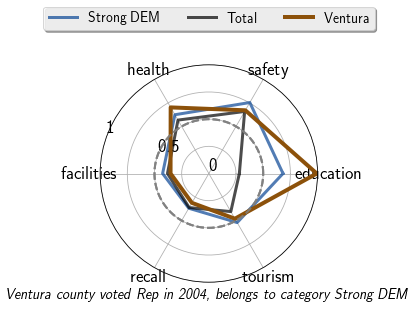 Strong DEM Total Ventura
health safety
1
0.5
0
facilities education
recall tourism
Ventura county voted Rep in 2004, belongs to category Strong DEM